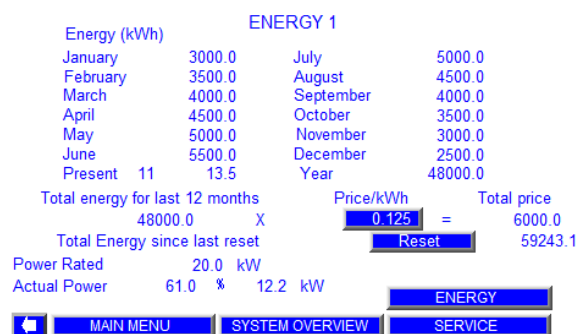 ENERGY 1
Energy (kWh)
January 3000.0 July 5000.0
February 3500.0 August 4500.0
March 4000.0 September 4000.0
April 4500.0 October 3500.0
May 5000.0 November 3000.0
June 5500.0 December 2500.0
Present 11 13.5 Year 48000.0
Total energy for last 12 months Price/kWh Total price
48000.0 X 0.125 = 6000.0
Total Energy since last reset Reset 59243.1
Power Rated 20.0 kW
Actual Power 61.0 % 12.2 kW
ENERGY
MAIN MENU SYSTEM OVERVIEW SERVICE